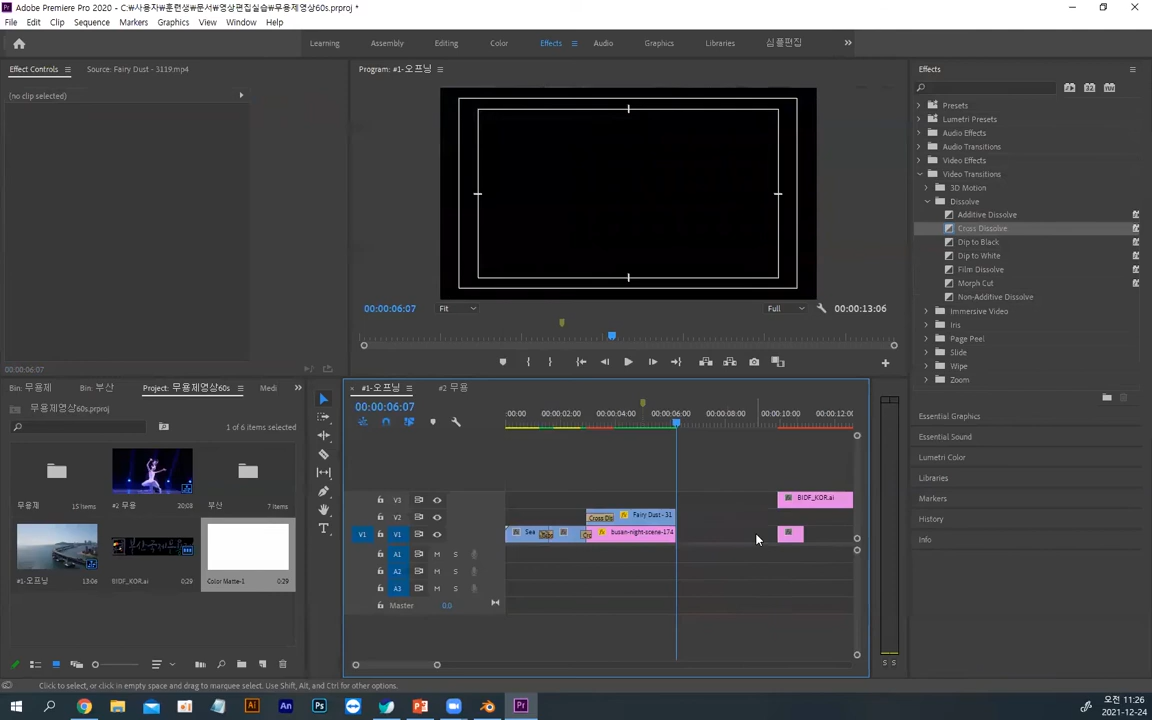 Adobe Premiere Pro 2020 - C:₩사용자₩훈련생₩문서₩영상편집실습₩무용제영상60s.prproj *
File Edit Clip Sequence Markers Graphics View Window Help
Learning Assembly Editing Color Effects Audio Graphics Libraries 심플편집
Effect Controls Source: Fairy Dust - 3119.mp4
(no clip selected)
00:00:06:07
Program: #1-오프닝
00:00:06:07 Fit Full 00:00:13:06
Effects
Presets
Lumetri Presets
Audio Effects
Audio Transitions
Video Effects
Video Transitions
3D Motion
Dissolve
Additive Dissolve
Cross Dissolve
Dip to Black
Dip to White
Film Dissolve
Morph Cut
Non-Additive Dissolve
Immersive Video
Iris
Page Peel
Slide
Wipe
Zoom
Essential Graphics
Essential Sound
Lumetri Color
Libraries
Markers
History
Info
Bin: 무용제 Bin: 부산 Project: 무용제영상60s Medi
무용제영상60s.prproj
1 of 6 items selected
무용제 505 Items
#2 무용 20:08
부산 6 Items
#1-오프닝 13:06
BIDF_KOR.ai 0:29
Color Matte-1 0:29
#1-오프닝 #2 무용
00:00:06:07
:00:00 00:00:02:00 00:00:04:00 00:00:06:00 00:00:08:00 00:00:10:00 00:00:12:00
V3 BIDF_KOR.ai
V2 Cross Dis Fairy Dust - 31
V1 V1 See busan-night-scene-174
A1 M S
A2 M S
A3 M S
Master 0.0
S S
Click to select, or click in empty space and drag to marquee select. Use Shift, Alt, and Ctrl for other options.
오전 11:26
2021-12-24